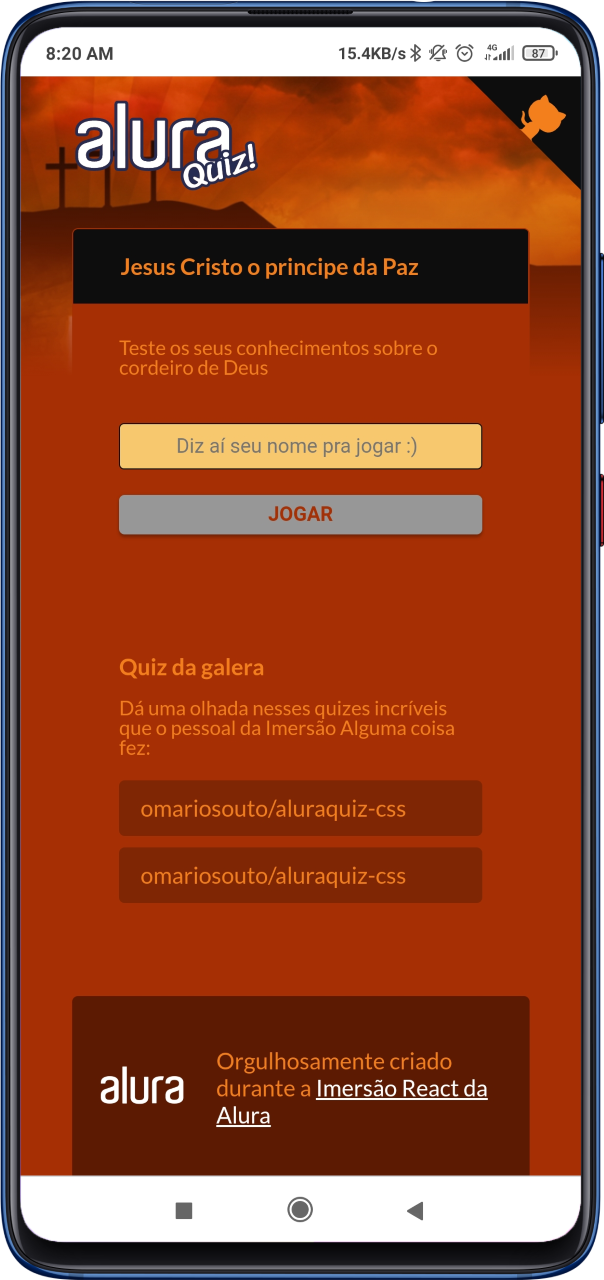 8:20 AM
15.4KB/s 4G 87
alura
Quiz!
Jesus Cristo o principe da Paz
Teste os seus conhecimentos sobre o
cordeiro de Deus
Diz aí seu nome pra jogar :)
JOGAR
Quiz da galera
Dá uma olhada nesses quizes incríveis
que o pessoal da Imersão Alguma coisa
fez:
omariosouto/aluraquiz-css
omariosouto/aluraquiz-css
alura
Orgulhosamente criado
durante a Imersão React da
Alura